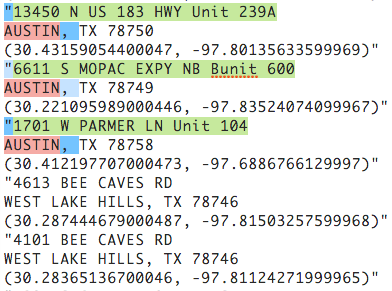 "13450 N US 183 HWY Unit 239A
AUSTIN, TX 78750
(30.43159054400047, -97.80135633599969)"
"6611 S MOPAC EXPY NB Bunit 600
AUSTIN, TX 78749
(30.221095989000446, -97.83524074099967)"
"1701 W PARMER LN Unit 104
AUSTIN, TX 78758
(30.412197707000473, -97.6886766129997)"
"4613 BEE CAVES RD
WEST LAKE HILLS, TX 78746
(30.287444679000487, -97.81503257599968)"
"4101 BEE CAVES RD
WEST LAKE HILLS, TX 78746
(30.28365136700046, -97.81124271999965)"